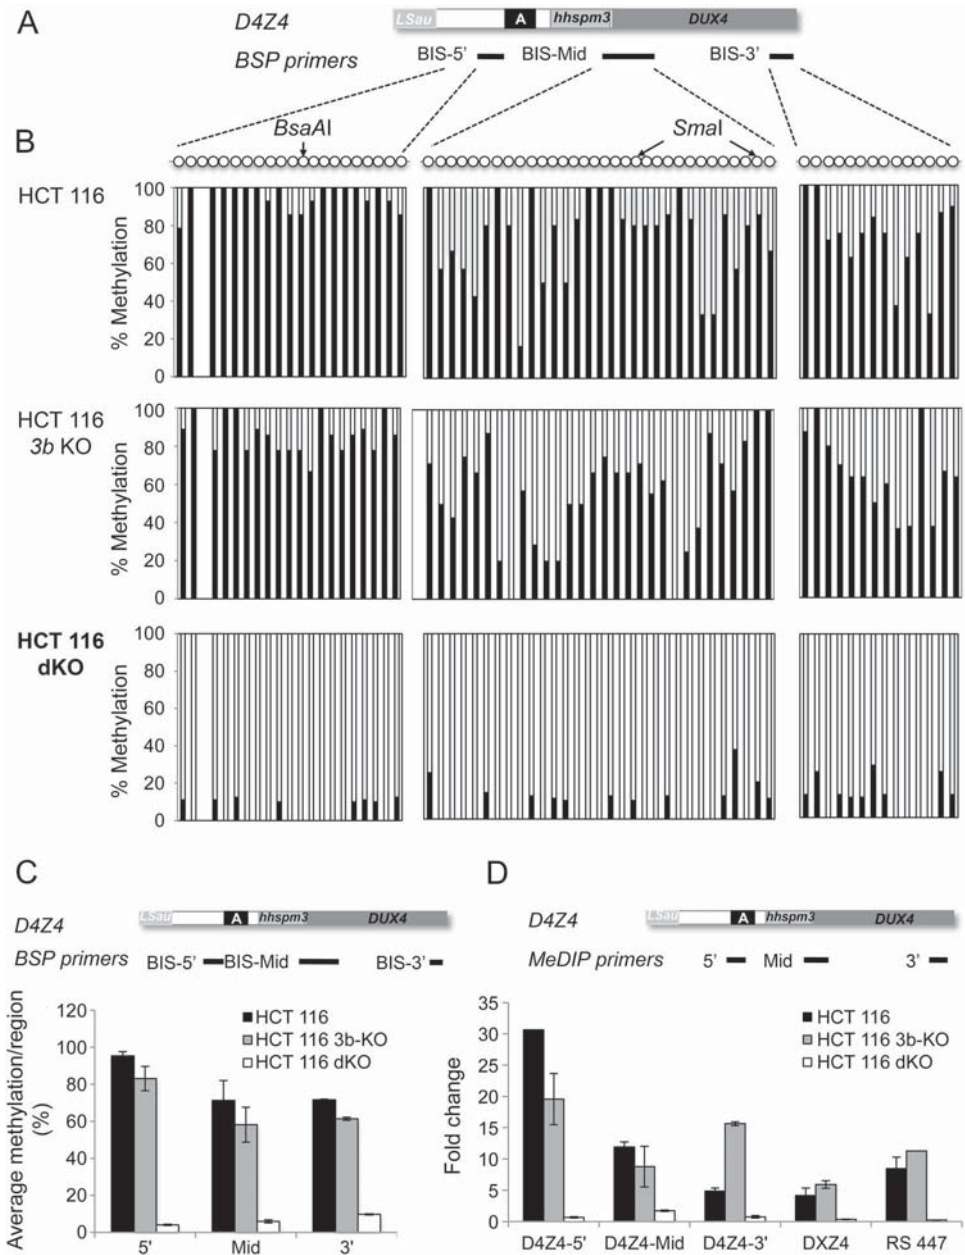 A
D4Z4
LSau
A
hhspm3
DUX4
BSP primers
BIS-5'
BIS-Mid
BIS-3'
B
BsaAI
SmaI
HCT 116
% Methylation
100
80
60
40
20
0
HCT 116
3b KO
% Methylation
100
80
60
40
20
0
HCT 116
dKO
% Methylation
100
80
60
40
20
0
C
D4Z4
LSau
A
hhspm3
DUX4
BSP primers
BIS-5'
BIS-Mid
BIS-3'
Average methylation/region
(%)
120
100
80
60
40
20
0
HCT 116
HCT 116 3b-KO
HCT 116 dKO
5'
Mid
3'
D
D4Z4
LSau
A
hhspm3
DUX4
MeDIP primers
5'
Mid
3'
Fold change
35
30
25
20
15
10
5
0
HCT 116
HCT 116 3b-KO
HCT 116 dKO
D4Z4-5'
D4Z4-Mid
D4Z4-3'
DXZ4
RS 447